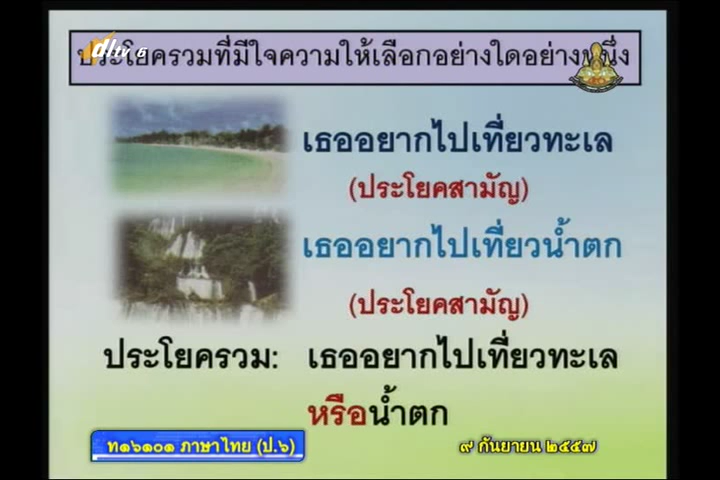 dltv 6
ประโยครวมที่มีใจความให้เลือกอย่างใดอย่างหนึ่ง
เธออยากไปเที่ยวทะเล
(ประโยคสามัญ)
เธออยากไปเที่ยวน้ำตก
(ประโยคสามัญ)
ประโยครวม: เธออยากไปเที่ยวทะเล
หรือน้ำตก
ท๑๖๑๐๑ ภาษาไทย (ป.๖) ๙ กันยายน ๒๕๕๗